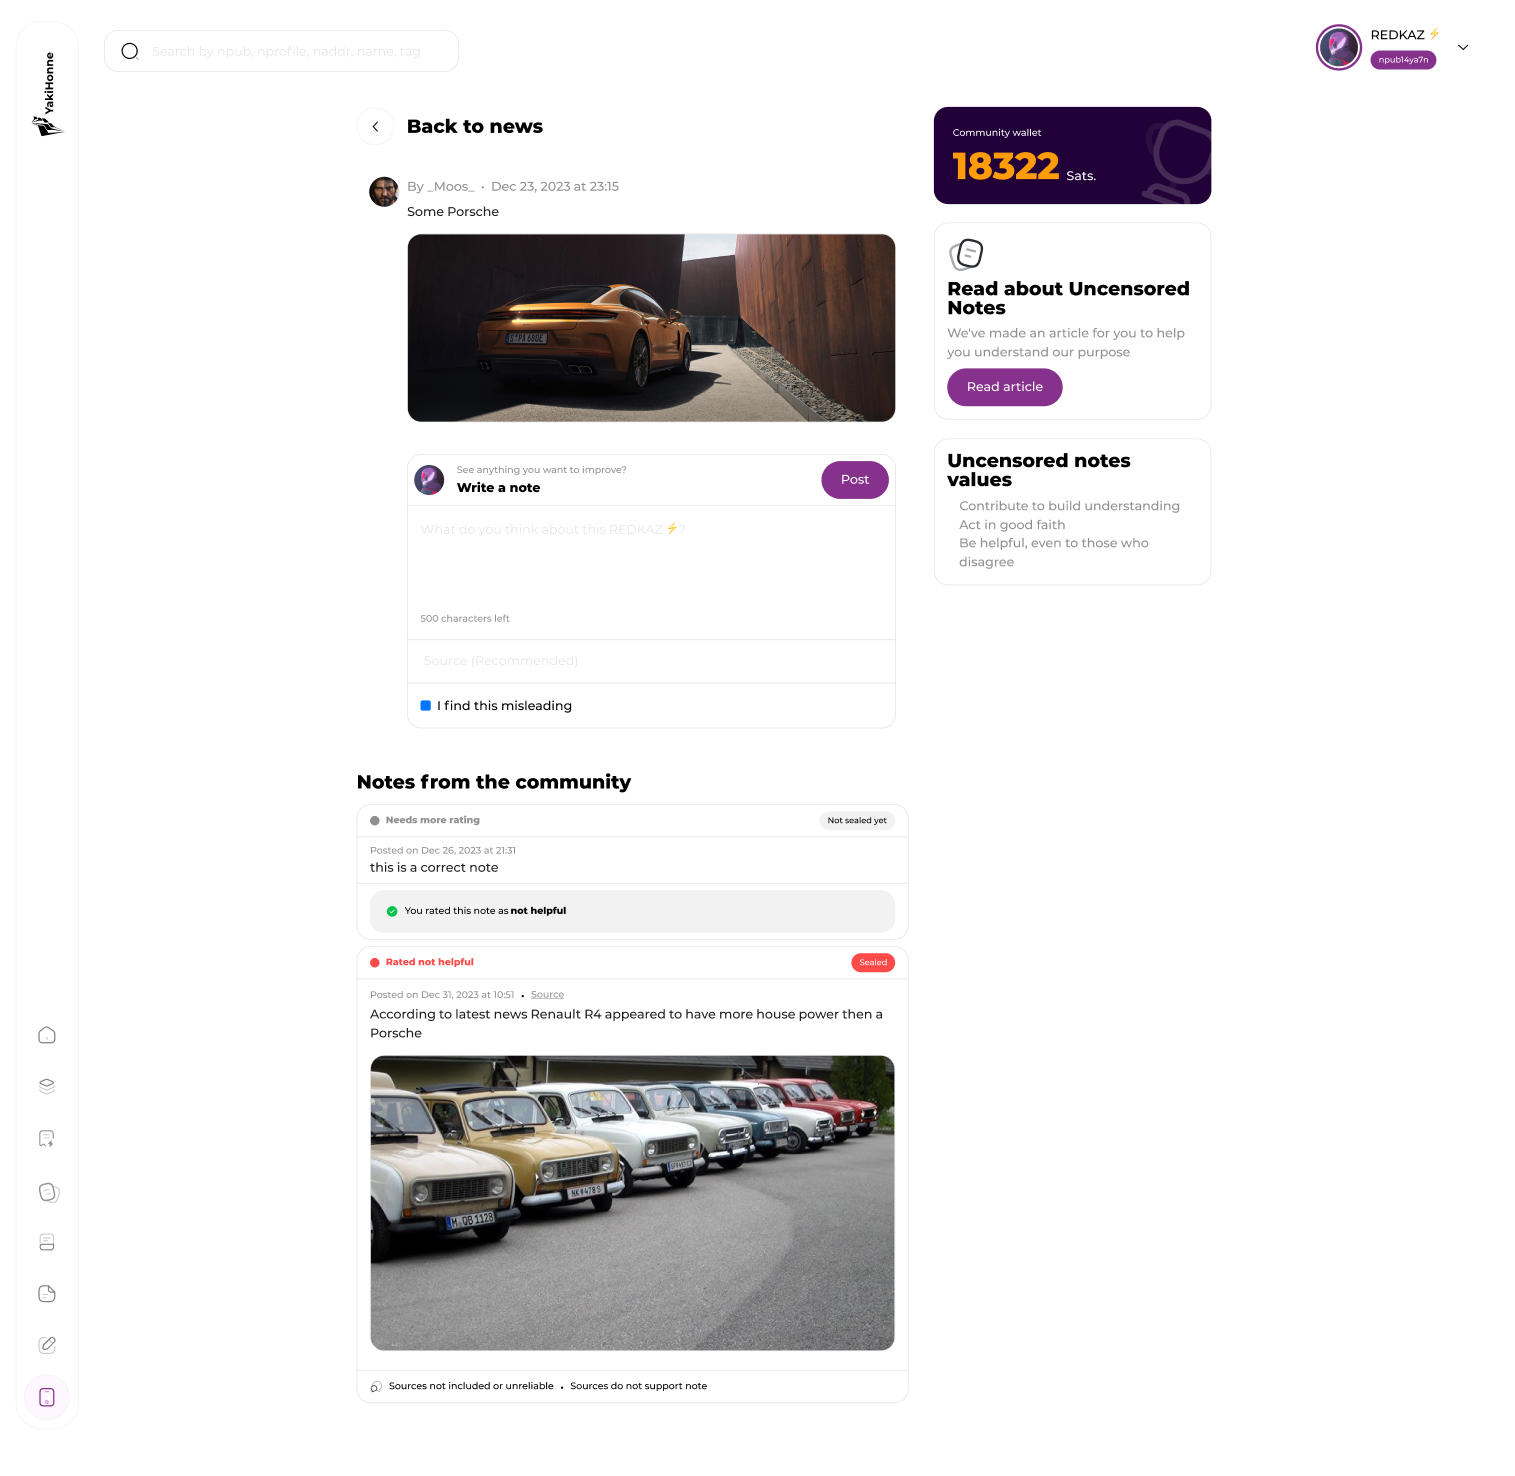 YakiHonne
Search by npub, nprofile, naddr, name, tag
REDKAZ ⚡
npub14ya7n
Back to news
By _Moos_ • Dec 23, 2023 at 23:15
Some Porsche
S·PA 680E
See anything you want to improve?
Write a note
Post
What do you think about this REDKAZ ⚡?
500 characters left
Source (Recommended)
I find this misleading
Community wallet
18322 Sats.
Read about Uncensored
Notes
We've made an article for you to help
you understand our purpose
Read article
Uncensored notes
values
Contribute to build understanding
Act in good faith
Be helpful, even to those who
disagree
Notes from the community
Needs more rating
Not sealed yet
Posted on Dec 26, 2023 at 21:31
this is a correct note
You rated this note as not helpful
Rated not helpful
Sealed
Posted on Dec 31, 2023 at 10:51 • Source
According to latest news Renault R4 appeared to have more house power then a
Porsche
NK 478 S
M QB 1128
Sources not included or unreliable • Sources do not support note